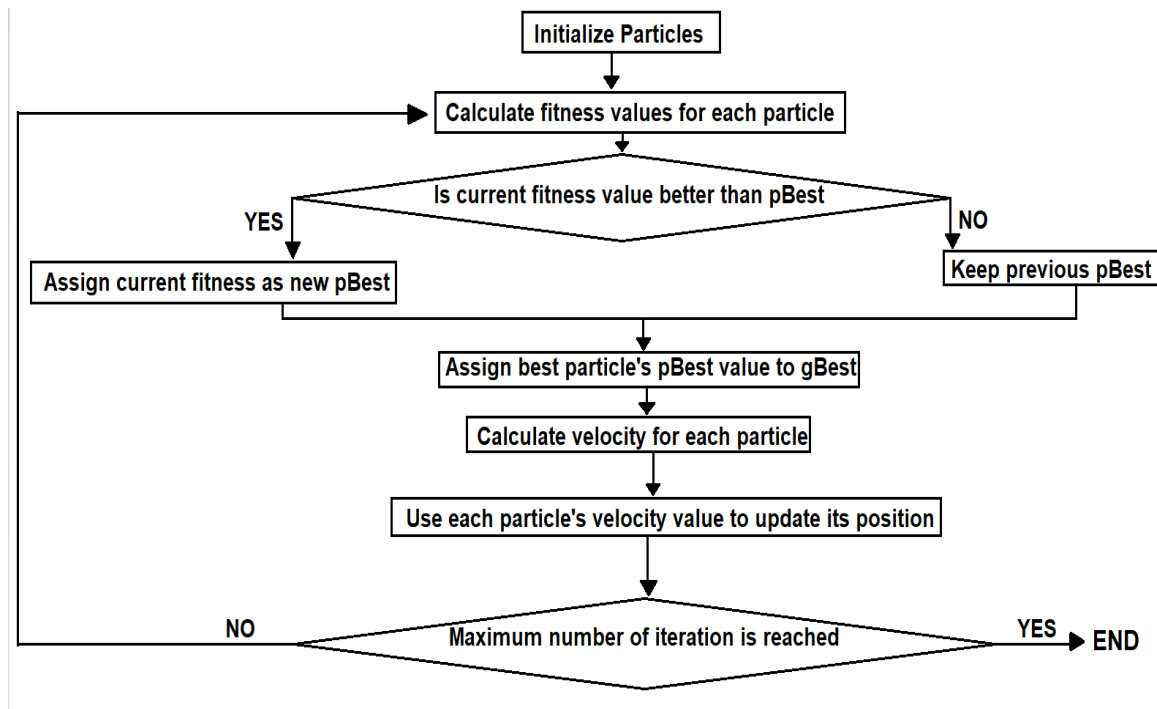 Initialize Particles
Calculate fitness values for each particle
Is current fitness value better than pBest
YES
NO
Assign current fitness as new pBest
Keep previous pBest
Assign best particle's pBest value to gBest
Calculate velocity for each particle
Use each particle's velocity value to update its position
NO
Maximum number of iteration is reached
YES
END